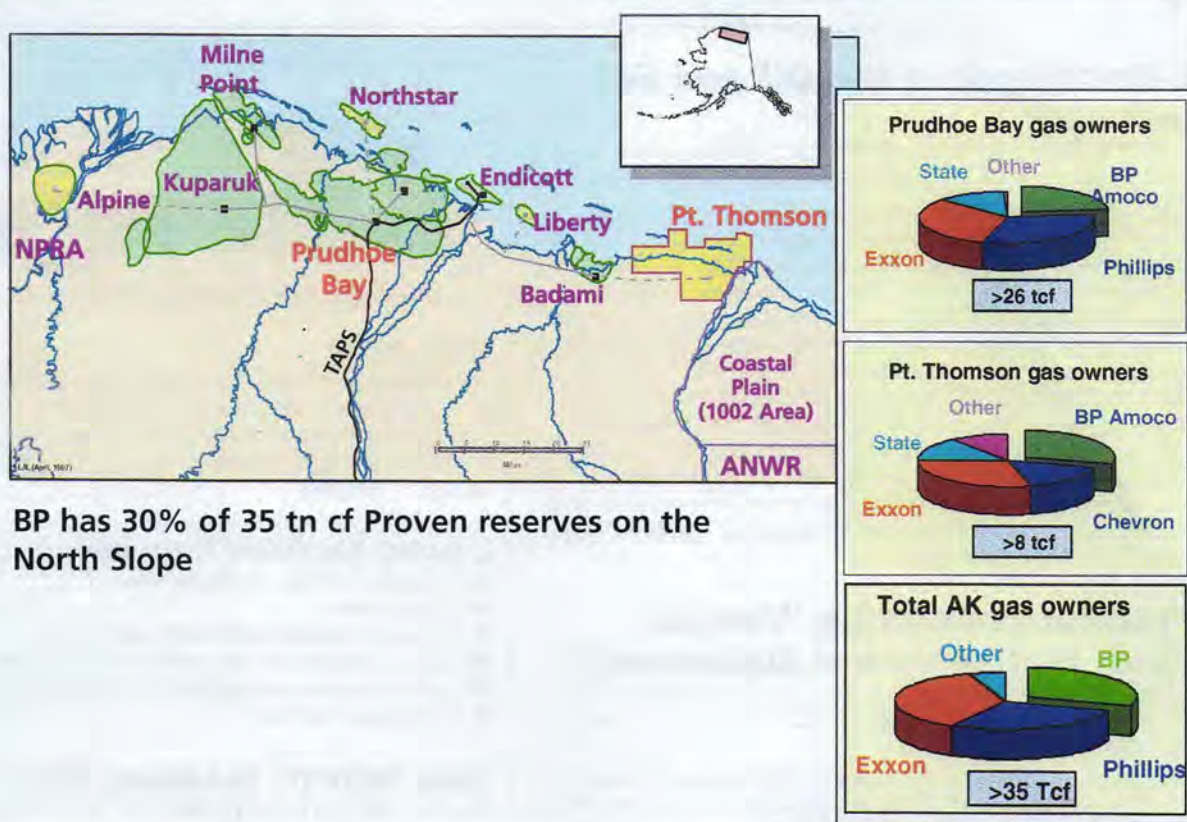 Milne
Point
Northstar
Alpine
Kuparuk
Endicott
Liberty
Pt. Thomson
NPRA
Prudhoe
Bay
Badami
TAPS
Coastal
Plain
(1002 Area)
ANWR
Miles
BP has 30% of 35 tn cf Proven reserves on the
North Slope
Prudhoe Bay gas owners
State
Other
BP
Amoco
Exxon
Phillips
>26 tcf
Pt. Thomson gas owners
Other
BP Amoco
State
Exxon
Chevron
>8 tcf
Total AK gas owners
Other
BP
Exxon
Phillips
>35 Tcf